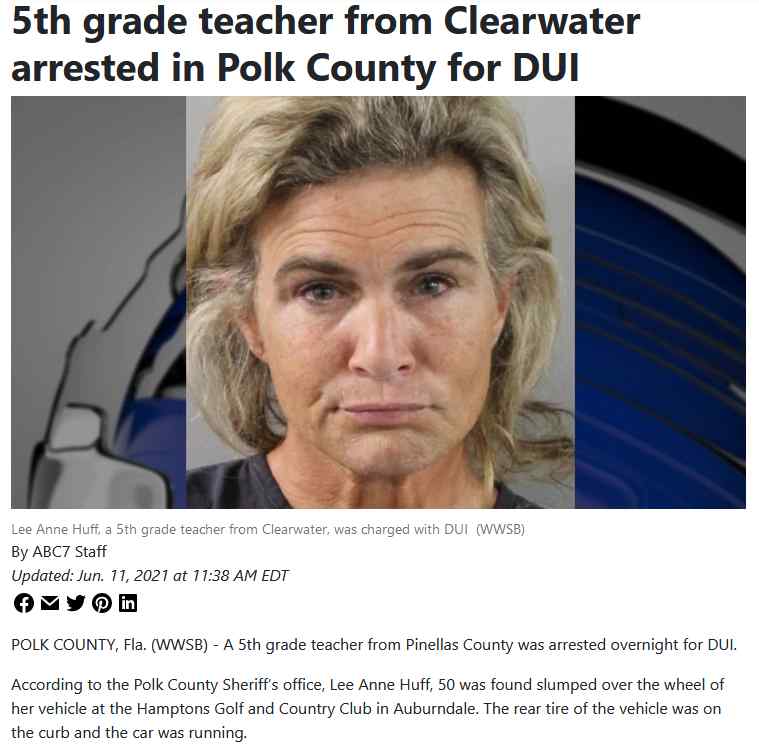 5th grade teacher from Clearwater
arrested in Polk County for DUI
Lee Anne Huff, a 5th grade teacher from Clearwater, was charged with DUI (WWSB)
By ABC7 Staff
Updated: Jun. 11, 2021 at 11:38 AM EDT
POLK COUNTY, Fla. (WWSB) - A 5th grade teacher from Pinellas County was arrested overnight for DUI.
According to the Polk County Sheriff's office, Lee Anne Huff, 50 was found slumped over the wheel of
her vehicle at the Hamptons Golf and Country Club in Auburndale. The rear tire of the vehicle was on
the curb and the car was running.